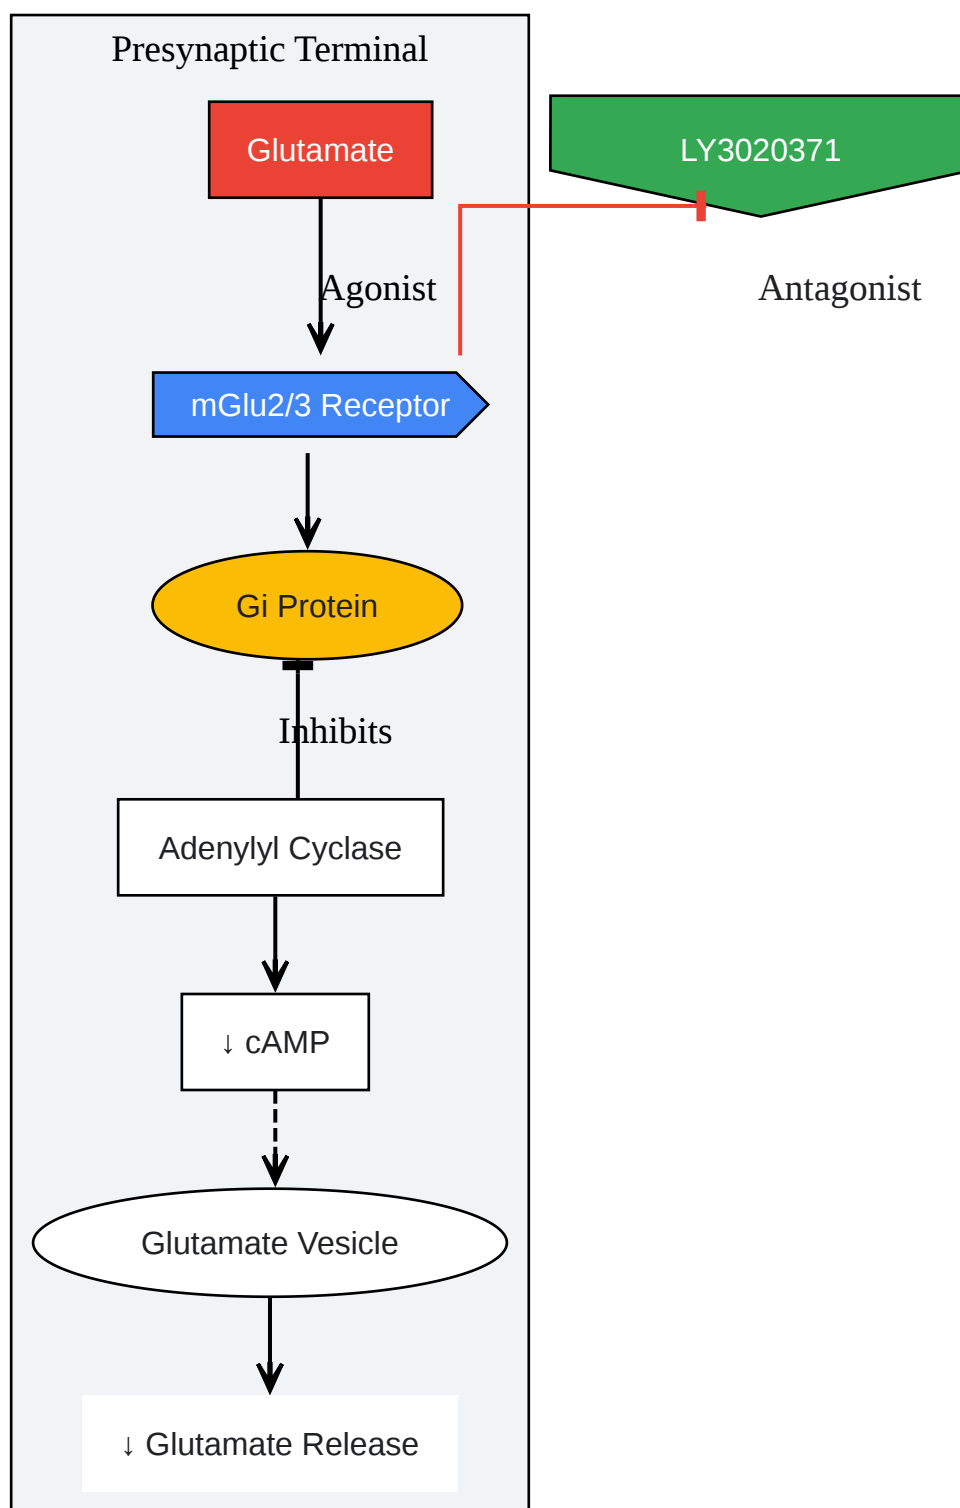 Presynaptic Terminal
Glutamate
LY3020371
Agonist
Antagonist
mGlu2/3 Receptor
Gi Protein
Inhibits
Adenylyl Cyclase
↓ cAMP
Glutamate Vesicle
↓ Glutamate Release